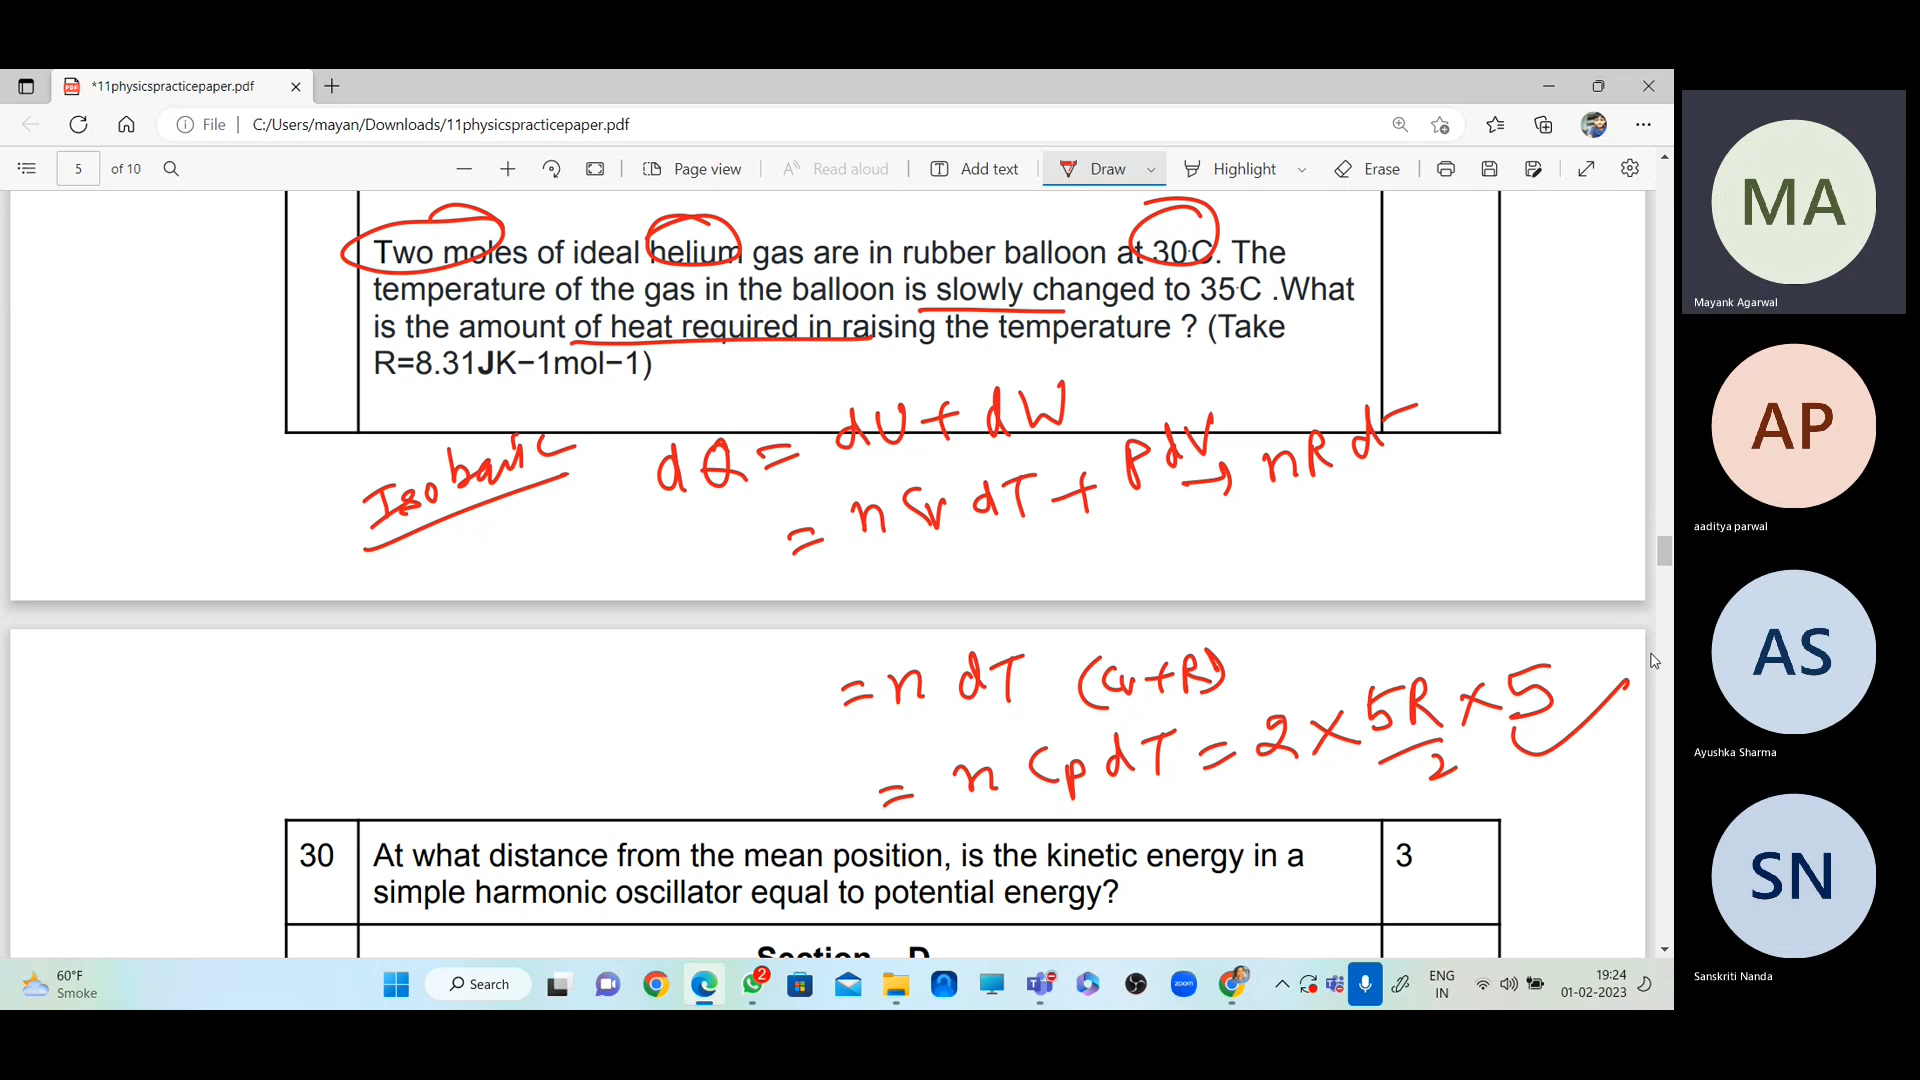 *11physicspracticepaper.pdf
File
C:/Users/mayan/Downloads/11physicspracticepaper.pdf
5 of 10
Page view
Read aloud
Add text
Draw
Highlight
Erase
Two moles of ideal helium gas are in rubber balloon at 30·C. The
temperature of the gas in the balloon is slowly changed to 35·C .What
is the amount of heat required in raising the temperature ? (Take
R=8.31JK−1mol−1)
Isobaric
dQ = dU + dW
= n Cv dT + PdV → nR dT
= n dT (Cv+R)
= n Cp dT = 2 × 5R/2 × 5
30 At what distance from the mean position, is the kinetic energy in a 3
simple harmonic oscillator equal to potential energy?
Section D
MA
Mayank Agarwal
AP
aaditya parwal
AS
Ayushka Sharma
SN
Sanskriti Nanda
60°F
Smoke
Search
2
zoom
ENG
IN
19:24
01-02-2023